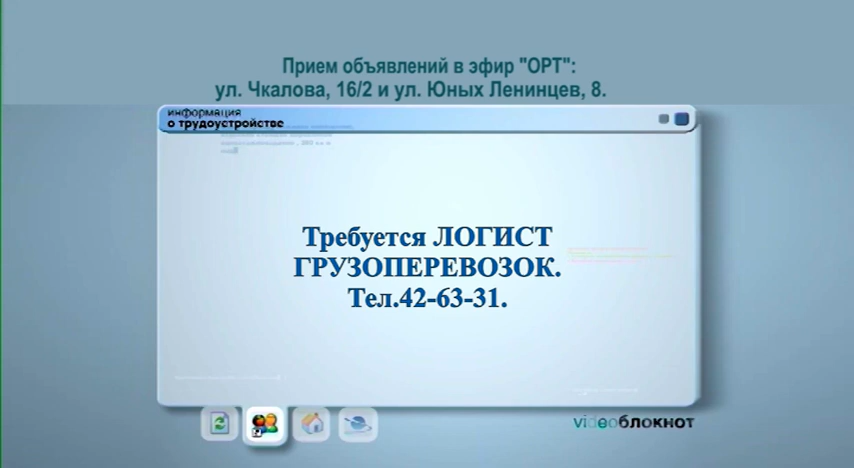 Прием объявлений в эфир "ОРТ":
ул. Чкалова, 16/2 и ул. Юных Ленинцев, 8.
информация
о трудоустройстве
Требуется ЛОГИСТ
ГРУЗОПЕРЕВОЗОК.
Тел.42-63-31.
videoблокнот